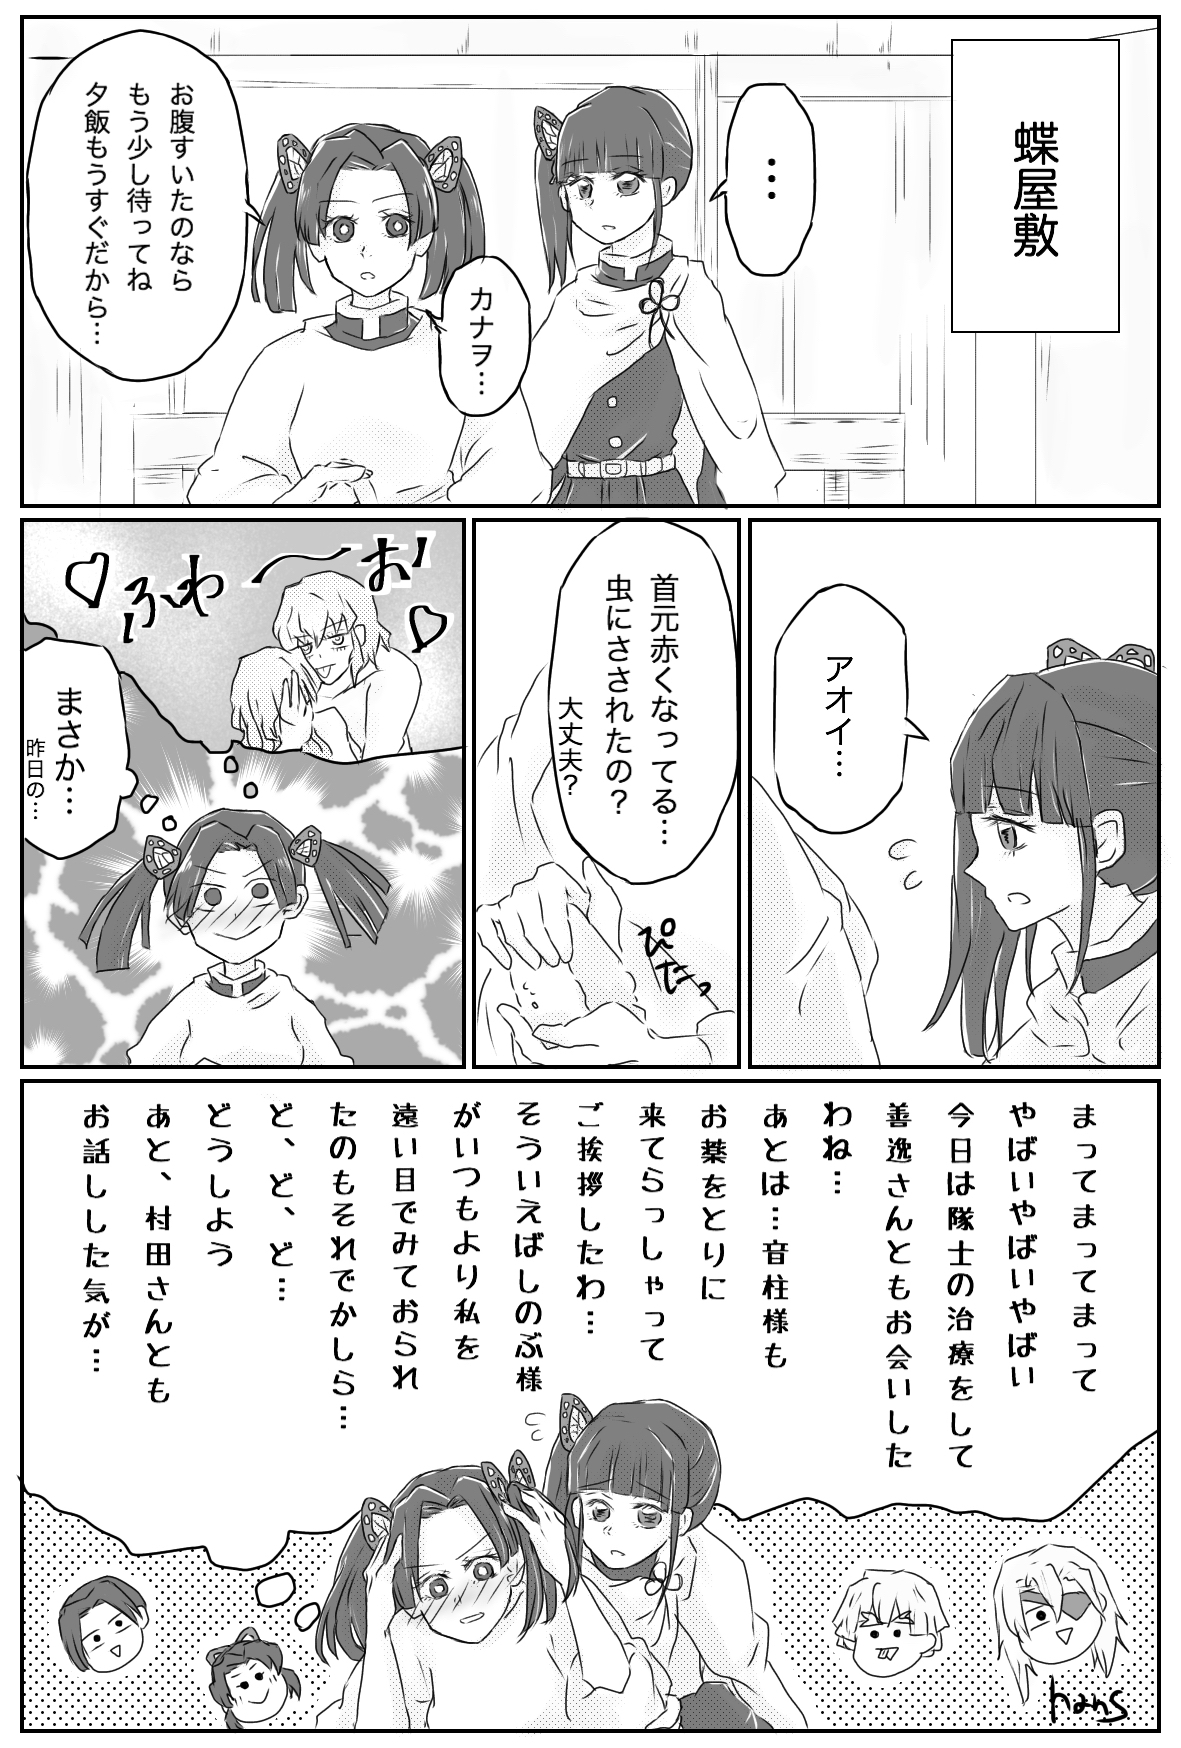 蝶屋敷
…
カナヲ…
お腹すいたのなら
もう少し待ってね
夕飯もうすぐだから…
アオイ…
首元赤くなってる…
虫にさされたの？
大丈夫？
ぴたっ
お〜わふ♡
まさか…
昨日の…
まってまってまって
やばいやばいやばい
今日は隊士の治療をして
善逸さんともお会いした
わね…
あとは…音柱様も
お薬をとりに
来てらっしゃって
ご挨拶したわ…
そういえばしのぶ様
がいつもより私を
遠い目でみておられ
たのもそれでかしら…
ど、ど、ど…
どうしよう
あと、村田さんとも
お話しした気が…
hans